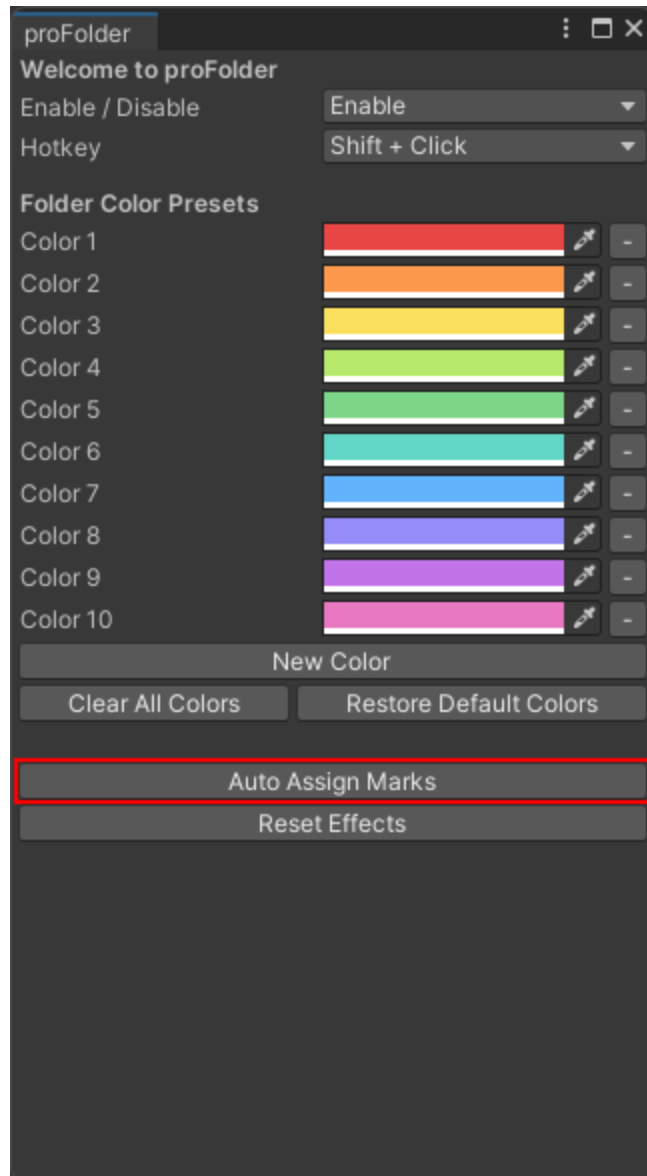 proFolder
Welcome to proFolder
Enable / Disable Enable
Hotkey Shift + Click
Folder Color Presets
Color 1 -
Color 2 -
Color 3 -
Color 4 -
Color 5 -
Color 6 -
Color 7 -
Color 8 -
Color 9 -
Color 10 -
New Color
Clear All Colors Restore Default Colors
Auto Assign Marks
Reset Effects